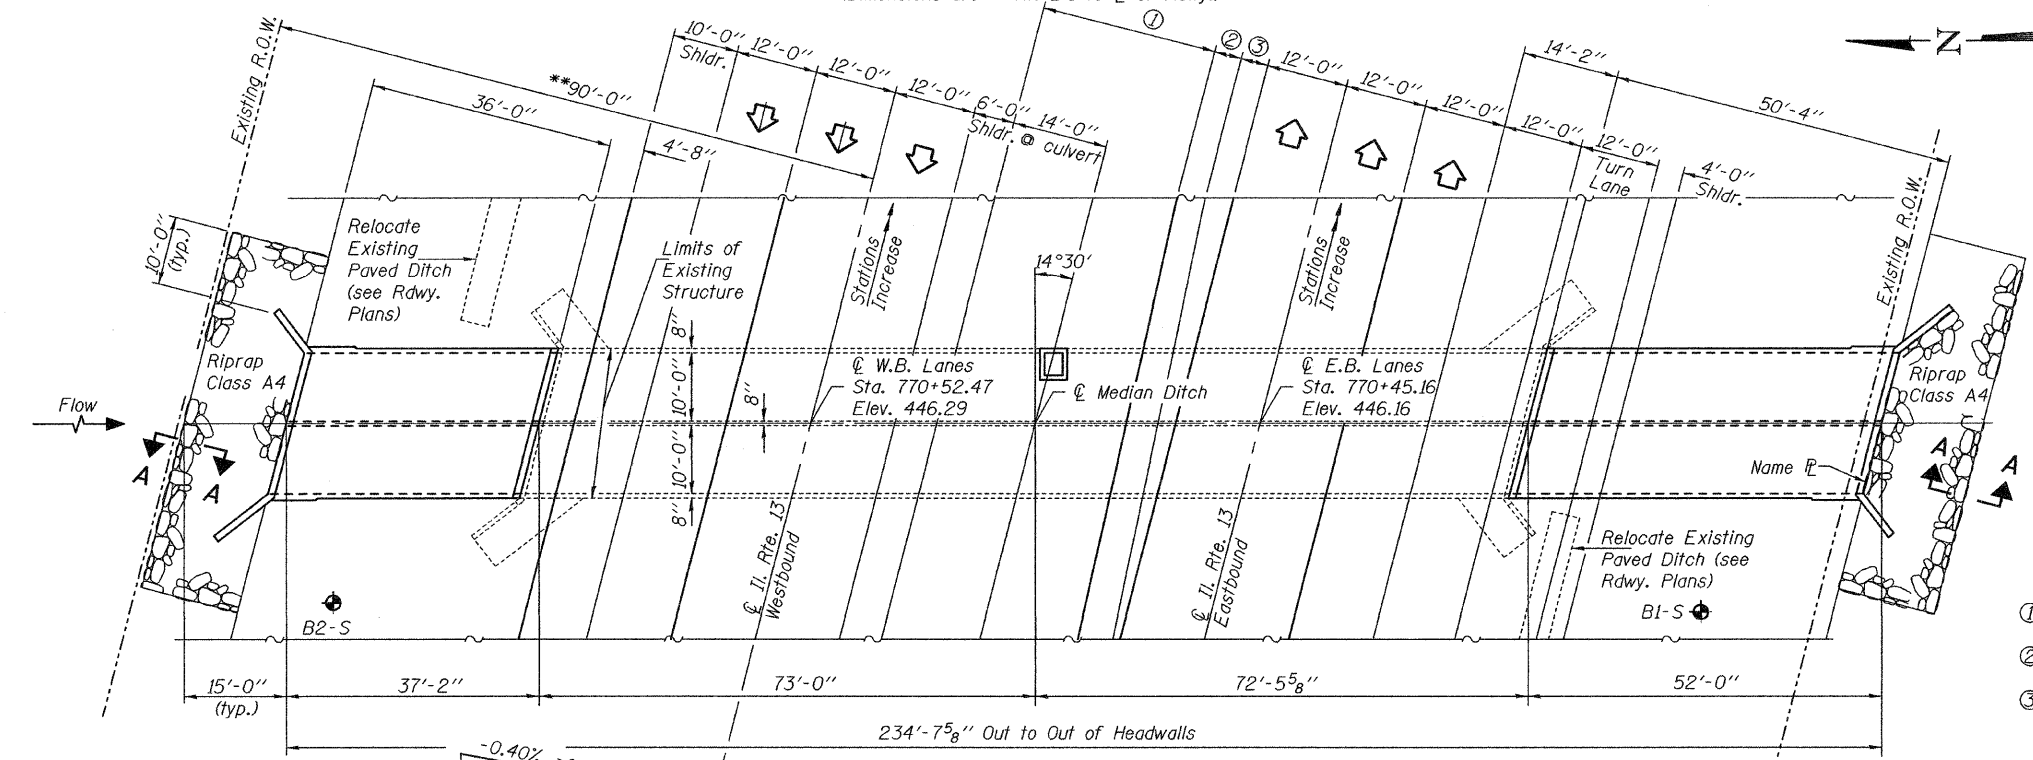 ①
② ③
N
10'-0"
Shldr.
12'-0"
12'-0"
12'-0"
6'-0"
Shldr. @ culvert
14'-0"
12'-0"
12'-0"
12'-0"
12'-0"
12'-0"
Turn
Lane
14'-2"
50'-4"
4'-0"
Shldr.
Existing R.O.W.
**90'-0"
36'-0"
4'-8"
10'-0"
(typ.)
Relocate
Existing
Paved Ditch
(see Rdwy.
Plans)
Limits of
Existing
Structure
Stations
Increase
14°30'
Stations
Increase
Existing R.O.W.
Riprap
Class A4
8"
10'-0"
8"
10'-0"
8"
℄ W.B. Lanes
Sta. 770+52.47
Elev. 446.29
℄ Median Ditch
℄ E.B. Lanes
Sta. 770+45.16
Elev. 446.16
Riprap
Class A4
Flow
A
A
Name ⅊
A
A
℄ Il. Rte. 13
Westbound
℄ Il. Rte. 13
Eastbound
Relocate Existing
Paved Ditch (see
Rdwy. Plans)
B2-S
B1-S
①
②
③
15'-0"
(typ.)
37'-2"
73'-0"
72'-5⅝"
52'-0"
234'-7⅝" Out to Out of Headwalls
-0.40%